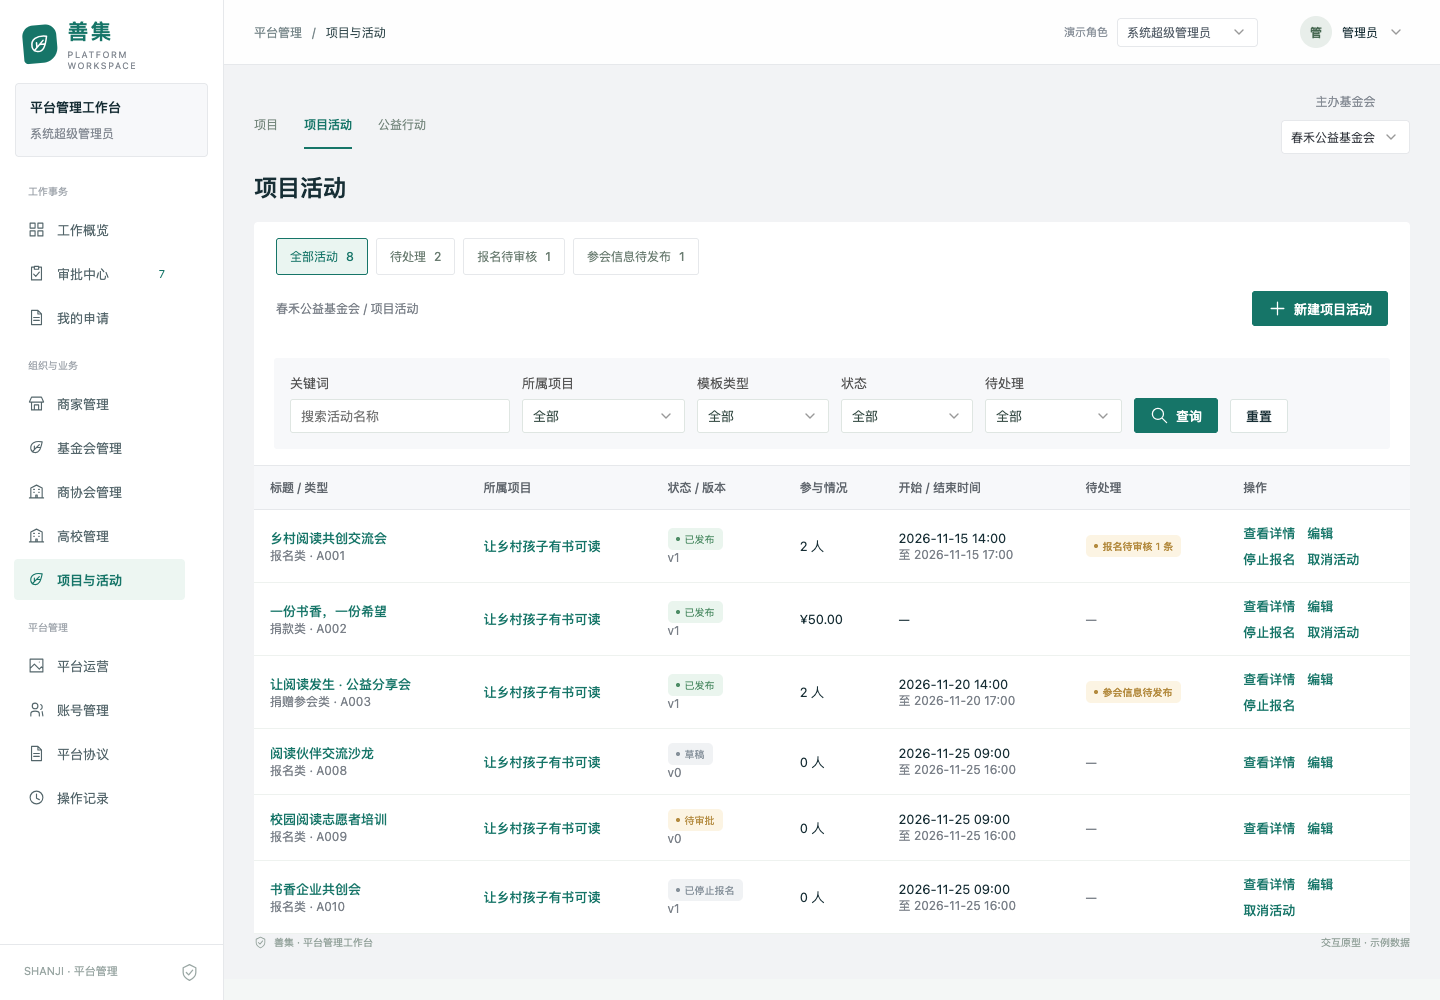 善集
PLATFORM
WORKSPACE
平台管理工作台
系统超级管理员
工作事务
工作概览
审批中心 7
我的申请
组织与业务
商家管理
基金会管理
商协会管理
高校管理
项目与活动
平台管理
平台运营
账号管理
平台协议
操作记录
SHANJI · 平台管理
平台管理 / 项目活动
演示角色 系统超级管理员
管 管理员
项目 项目活动 公益行动
主办基金会
春禾公益基金会
项目活动
全部活动 8 待处理 2 报名待审核 1 参会信息待发布 1
春禾公益基金会 / 项目活动
新建项目活动
关键词 所属项目 模板类型 状态 待处理
搜索活动名称 全部 全部 全部 全部 查询 重置
标题 / 类型 所属项目 状态 / 版本 参与情况 开始 / 结束时间 待处理 操作
乡村阅读共创交流会
报名类 · A001
让乡村孩子有书可读
已发布
v1
2 人
2026-11-15 14:00
至 2026-11-15 17:00
报名待审核 1 条
查看详情 编辑
停止报名 取消活动
一份书香，一份希望
捐款类 · A002
让乡村孩子有书可读
已发布
v1
¥50.00
—
—
查看详情 编辑
停止报名 取消活动
让阅读发生 · 公益分享会
捐赠参会类 · A003
让乡村孩子有书可读
已发布
v1
2 人
2026-11-20 14:00
至 2026-11-20 17:00
参会信息待发布
查看详情 编辑
停止报名
阅读伙伴交流沙龙
报名类 · A008
让乡村孩子有书可读
草稿
v0
0 人
2026-11-25 09:00
至 2026-11-25 16:00
—
查看详情 编辑
校园阅读志愿者培训
报名类 · A009
让乡村孩子有书可读
待审批
v0
0 人
2026-11-25 09:00
至 2026-11-25 16:00
—
查看详情 编辑
书香企业共创会
报名类 · A010
让乡村孩子有书可读
已停止报名
v1
0 人
2026-11-25 09:00
至 2026-11-25 16:00
—
查看详情 编辑
取消活动
善集 · 平台管理工作台
交互原型 · 示例数据